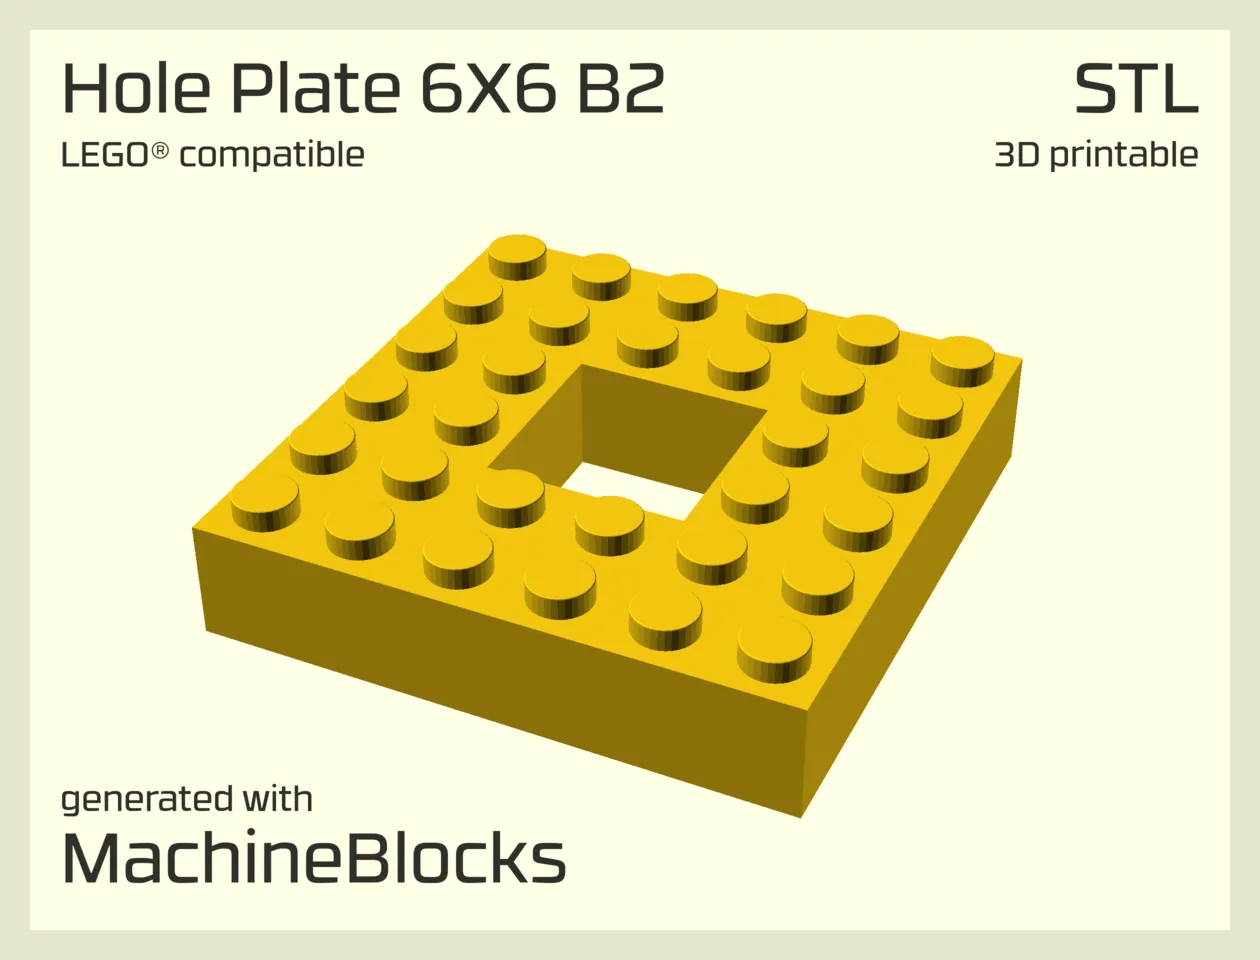 Hole Plate 6X6 B2
LEGO® compatible
STL
3D printable
generated with
MachineBlocks